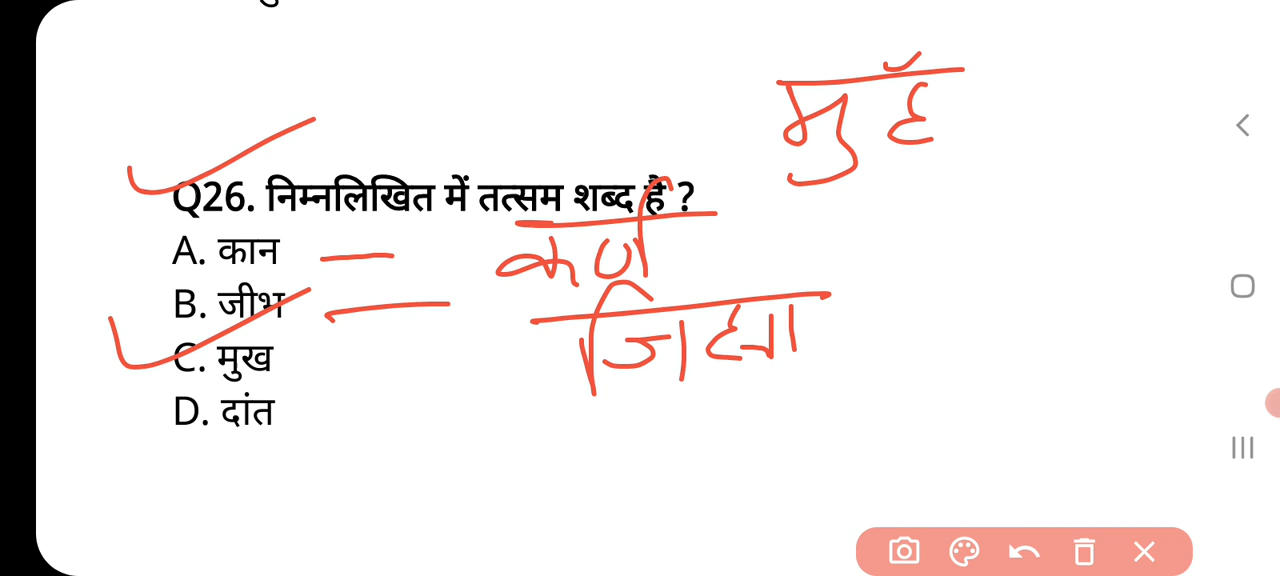 मुहँ
Q26. निम्नलिखित में तत्सम शब्द है ?
A. कान — कर्ण
B. जीभ — जिह्वा
C. मुख
D. दांत